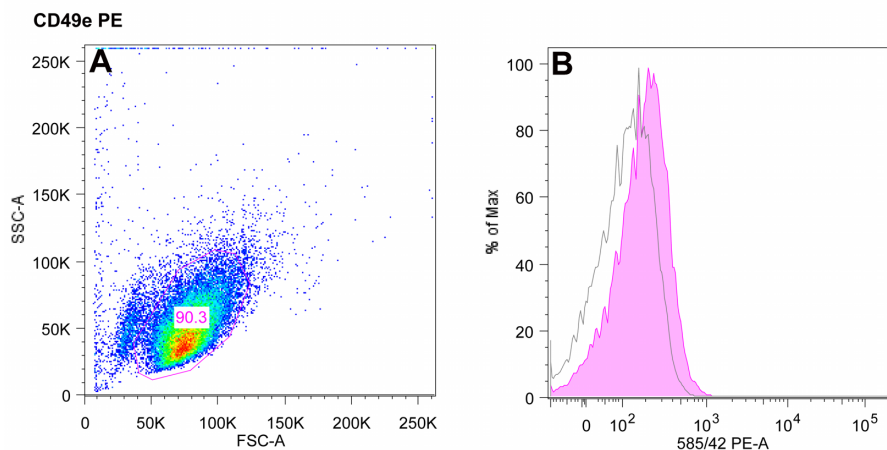 CD49e PE
A
250K
200K
150K
100K
50K
0
SSC-A
90.3
0 50K 100K 150K 200K 250K
FSC-A
B
100
80
60
40
20
0
% of Max
0 10² 10³ 10⁴ 10⁵
585/42 PE-A